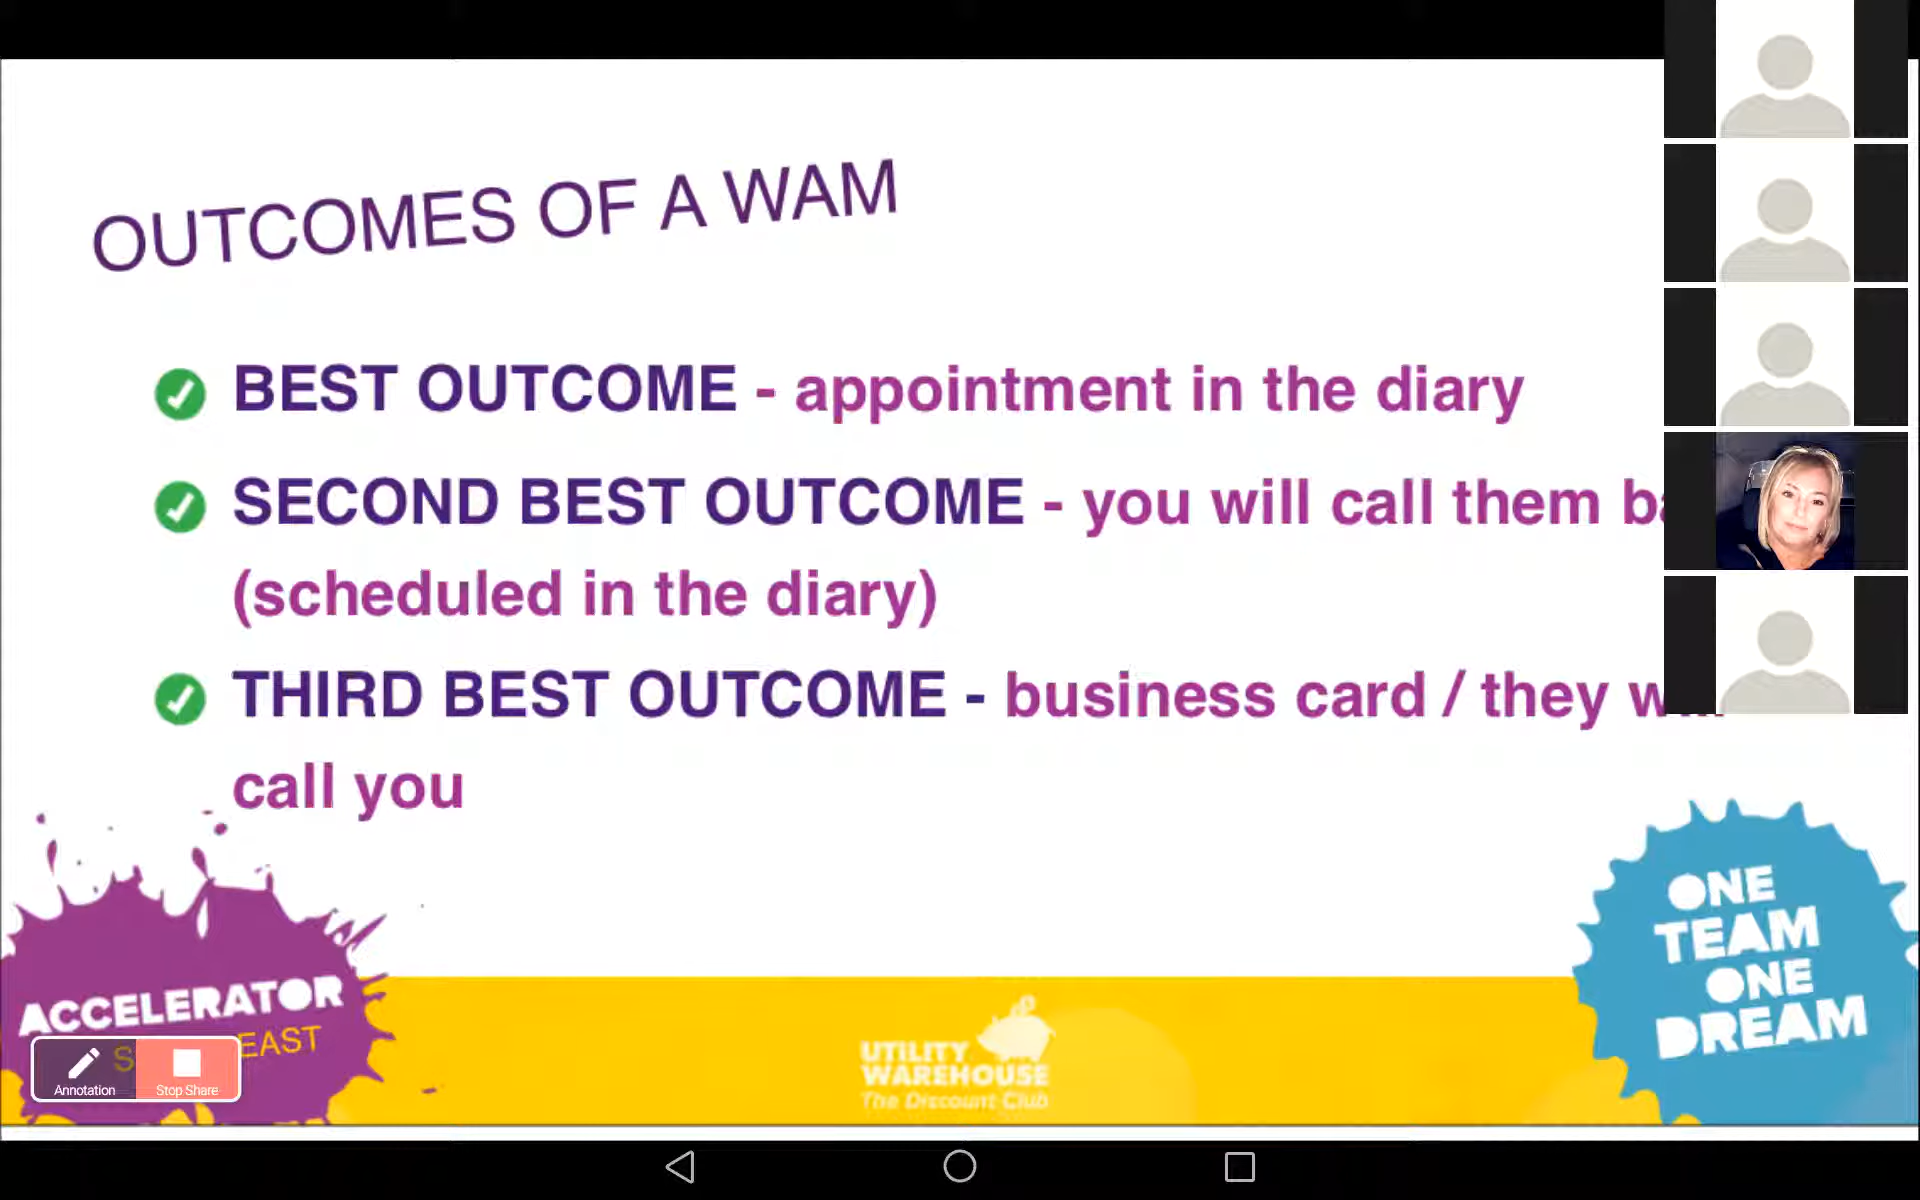 OUTCOMES OF A WAM
BEST OUTCOME - appointment in the diary
SECOND BEST OUTCOME - you will call them
(scheduled in the diary)
THIRD BEST OUTCOME - business card / they
call you
ACCELERATOR
EAST
Annotation
Stop Share
UTILITY
WAREHOUSE
The Discount Club
ONE
TEAM
ONE
DREAM